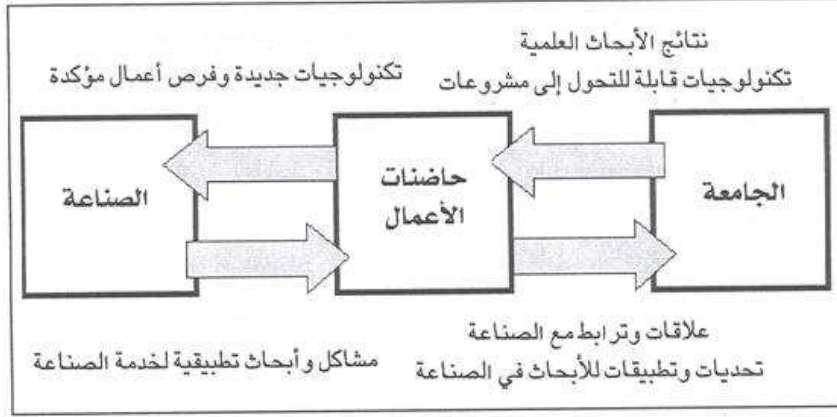 نتائج الأبحاث العلمية
تكنولوجيات قابلة للتحول إلى مشروعات
تكنولوجيات جديدة وفرص أعمال مؤكدة
الجامعة
حاضنات
الأعمال
الصناعة
علاقات وترابط مع الصناعة
تحديات وتطبيقات للأبحاث في الصناعة
مشاكل وأبحاث تطبيقية لخدمة الصناعة